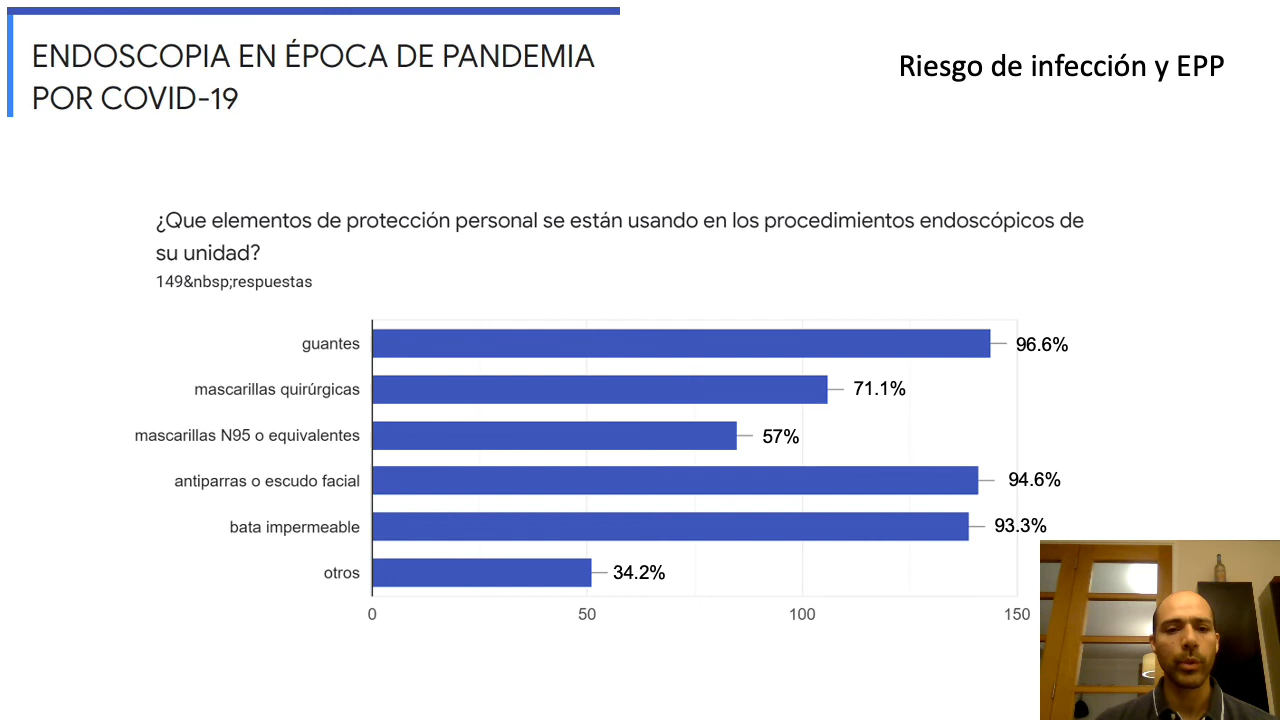 ENDOSCOPIA EN ÉPOCA DE PANDEMIA
POR COVID-19
Riesgo de infección y EPP
¿Que elementos de protección personal se están usando en los procedimientos endoscópicos de
su unidad?
149&nbsp;respuestas
guantes 96.6%
mascarillas quirúrgicas 71.1%
mascarillas N95 o equivalentes 57%
antiparras o escudo facial 94.6%
bata impermeable 93.3%
otros 34.2%
0 50 100 150